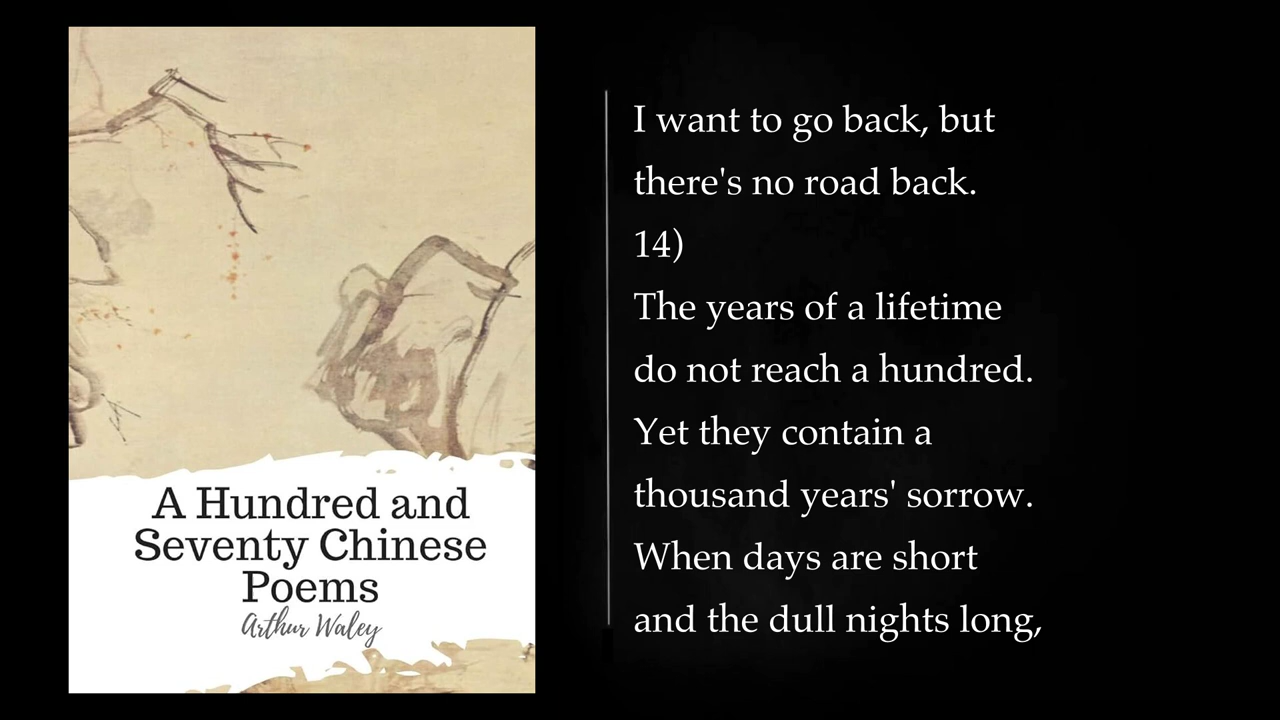 A Hundred and
Seventy Chinese
Poems
Arthur Waley
I want to go back, but
there's no road back.
14)
The years of a lifetime
do not reach a hundred.
Yet they contain a
thousand years' sorrow.
When days are short
and the dull nights long,